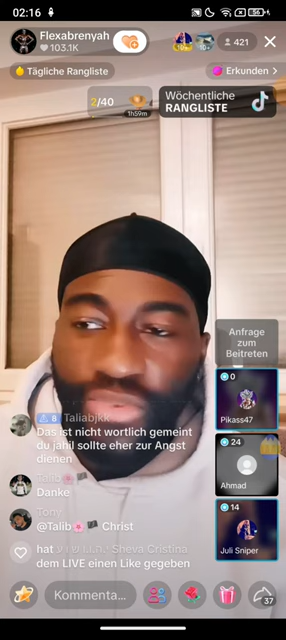 02:16
56
Flexabrenyah
103.1K
421
Tägliche Rangliste
Erkunden >
2/40
1h59m
Wöchentliche
RANGLISTE
Anfrage
zum
Beitreten
0
Pikass47
24
Ahmad
14
Juli Sniper
8 Taliabjkk
Das ist nicht wortlich gemeint
du jahil sollte eher zur Angst
dienen
Talib
Danke
Tony
@Talib🌸🏴 Christ
hat
Sheva Cristina
dem LIVE einen Like gegeben
Kommenta...
37